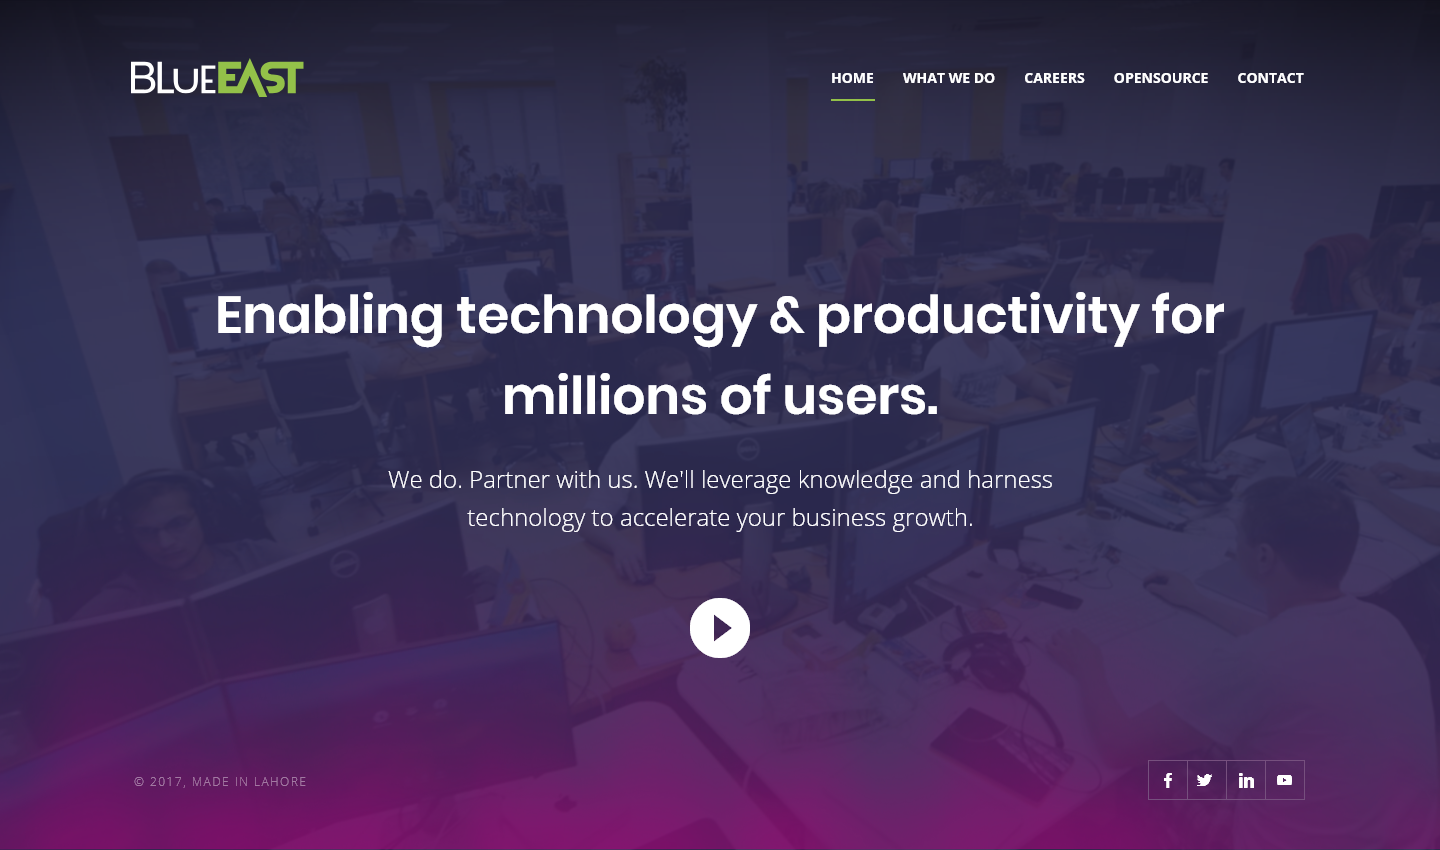 BLUEEAST
HOME WHAT WE DO CAREERS OPENSOURCE CONTACT
Enabling technology & productivity for
millions of users.
We do. Partner with us. We'll leverage knowledge and harness
technology to accelerate your business growth.
© 2017, MADE IN LAHORE